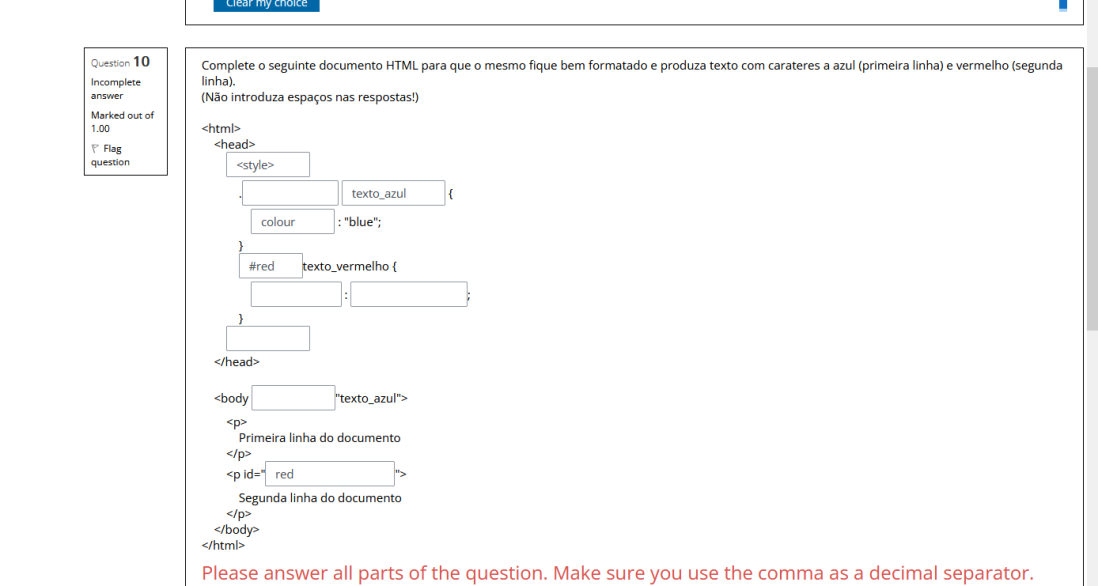 Clear my choice
Question 10
Incomplete
answer
Marked out of
1.00
Flag
question
Complete o seguinte documento HTML para que o mesmo fique bem formatado e produza texto com carateres a azul (primeira linha) e vermelho (segunda
linha).
(Não introduza espaços nas respostas!)
<html>
<head>
<style>
. texto_azul {
colour : "blue";
}
#red texto_vermelho {
: ;
}
</head>
<body "texto_azul">
<p>
Primeira linha do documento
</p>
<p id=" red ">
Segunda linha do documento
</p>
</body>
</html>
Please answer all parts of the question. Make sure you use the comma as a decimal separator.